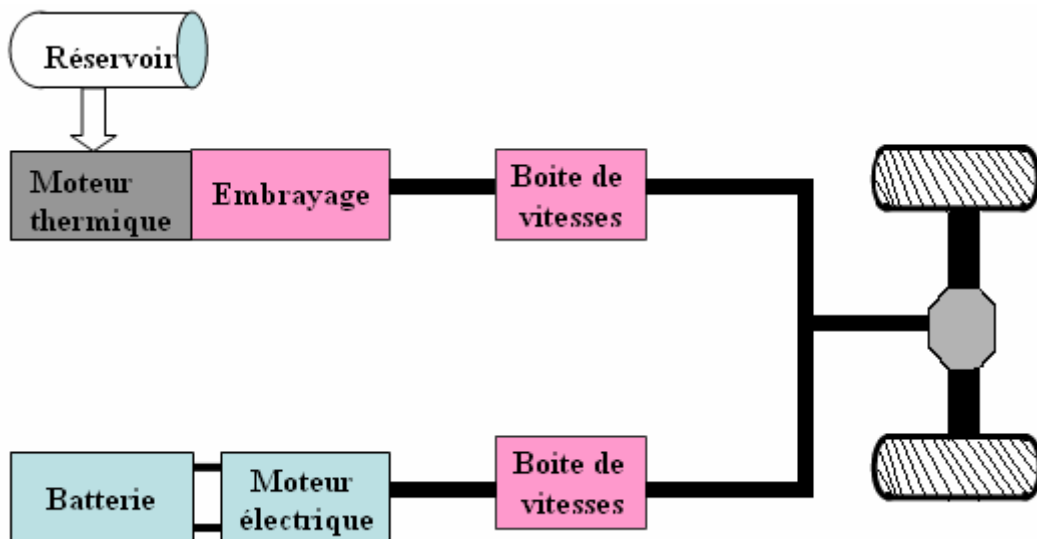 Réservoir
Moteur
thermique
Embrayage
Boite de
vitesses
Batterie
Moteur
électrique
Boite de
vitesses